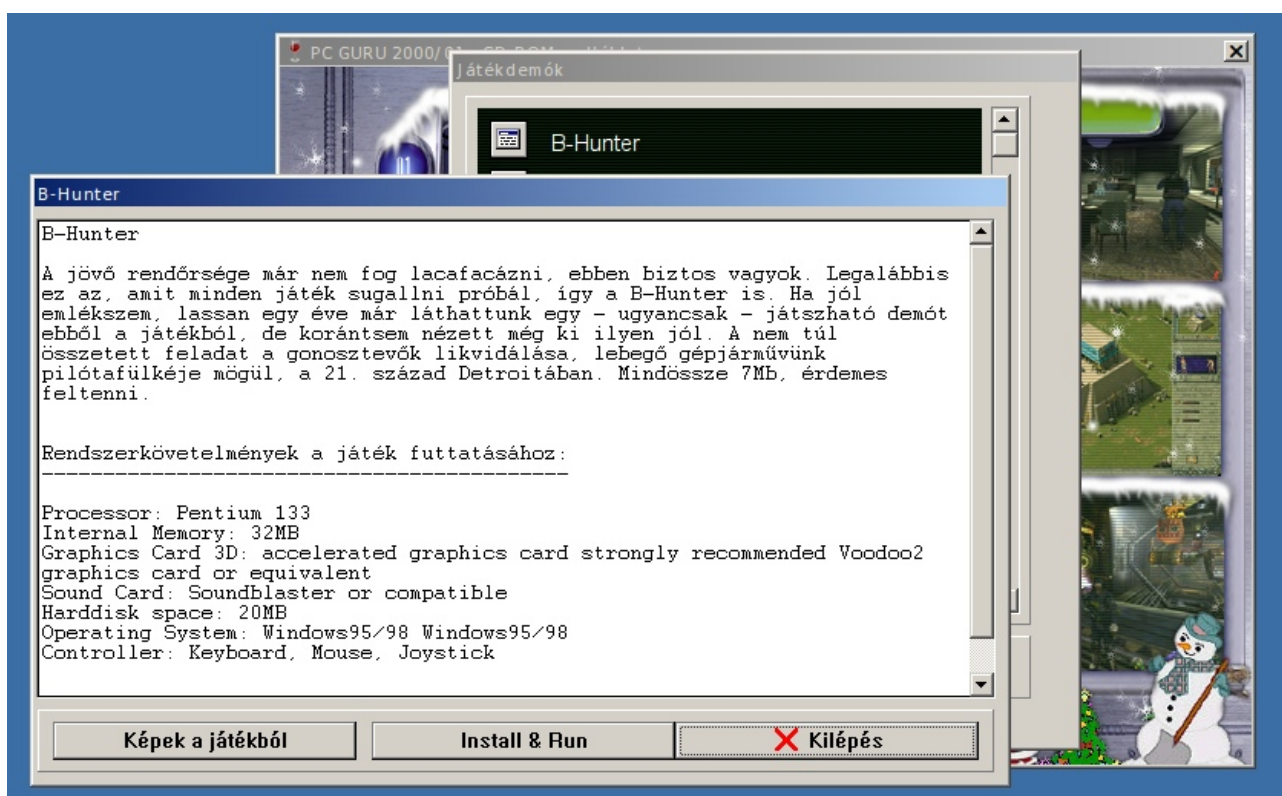 PC GURU 2000/
Játékdemók
B-Hunter
01
B-Hunter
B-Hunter
A jövő rendőrsége már nem fog lacafacázni, ebben biztos vagyok. Legalábbis
ez az, amit minden játék sugallni próbál, így a B-Hunter is. Ha jól
emlékszem, lassan egy éve már láthattunk egy - ugyancsak - játszható demót
ebből a játékból, de korántsem nézett még ki ilyen jól. A nem túl
összetett feladat a gonosztevők likvidálása, lebegő gépjárművünk
pilótafülkéje mögül, a 21. század Detroitában. Mindössze 7Mb, érdemes
feltenni.
Rendszerkövetelmények a játék futtatásához:
-------------------------------------------
Processor: Pentium 133
Internal Memory: 32MB
Graphics Card 3D: accelerated graphics card strongly recommended Voodoo2
graphics card or equivalent
Sound Card: Soundblaster or compatible
Harddisk space: 20MB
Operating System: Windows95/98 Windows95/98
Controller: Keyboard, Mouse, Joystick
Képek a játékból
Install & Run
Kilépés